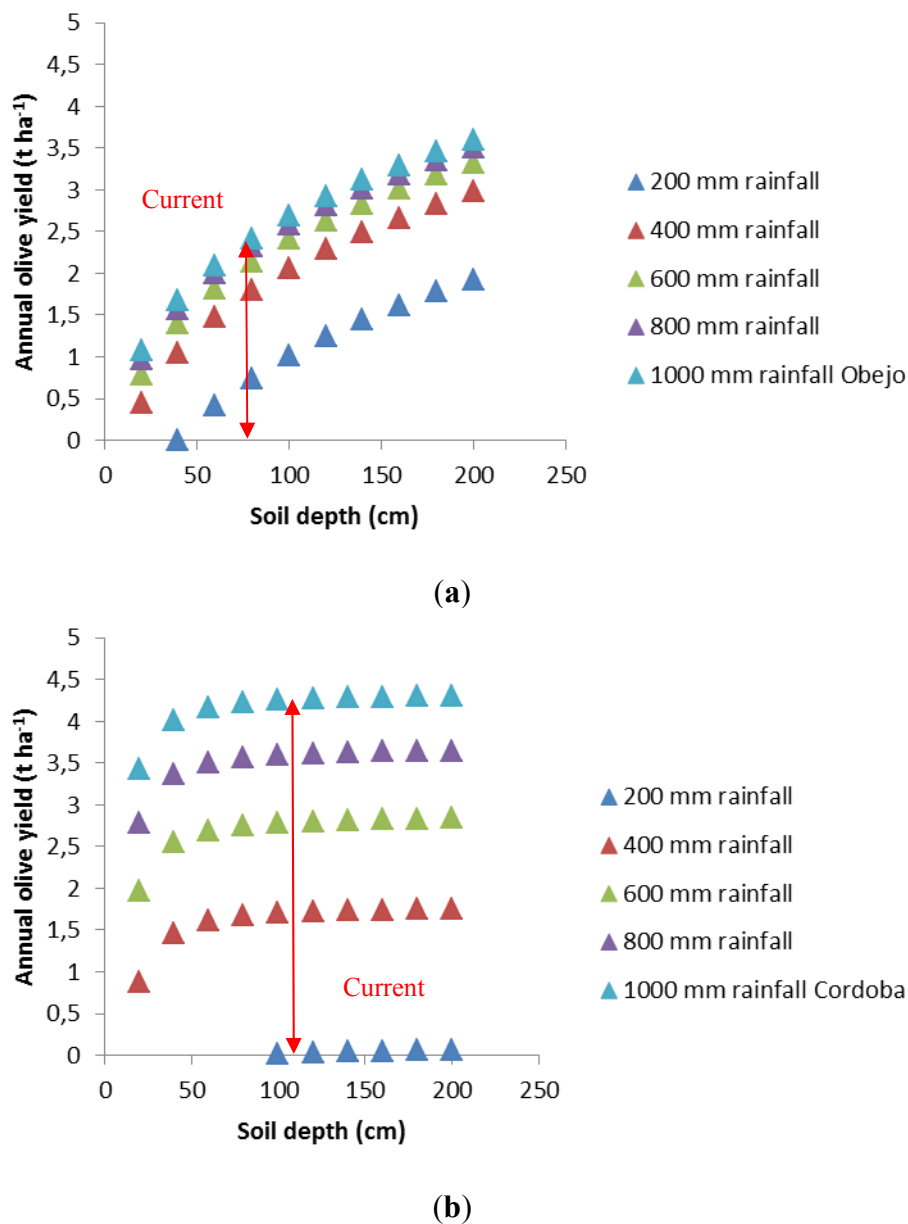 5
4,5
4
3,5
3
2,5
2
1,5
1
0,5
0
Annual olive yield (t ha-1)
Current
0 50 100 150 200 250
Soil depth (cm)
200 mm rainfall
400 mm rainfall
600 mm rainfall
800 mm rainfall
1000 mm rainfall Obejo
(a)
5
4,5
4
3,5
3
2,5
2
1,5
1
0,5
0
Annual olive yield (t ha-1)
Current
0 50 100 150 200 250
Soil depth (cm)
200 mm rainfall
400 mm rainfall
600 mm rainfall
800 mm rainfall
1000 mm rainfall Cordoba
(b)